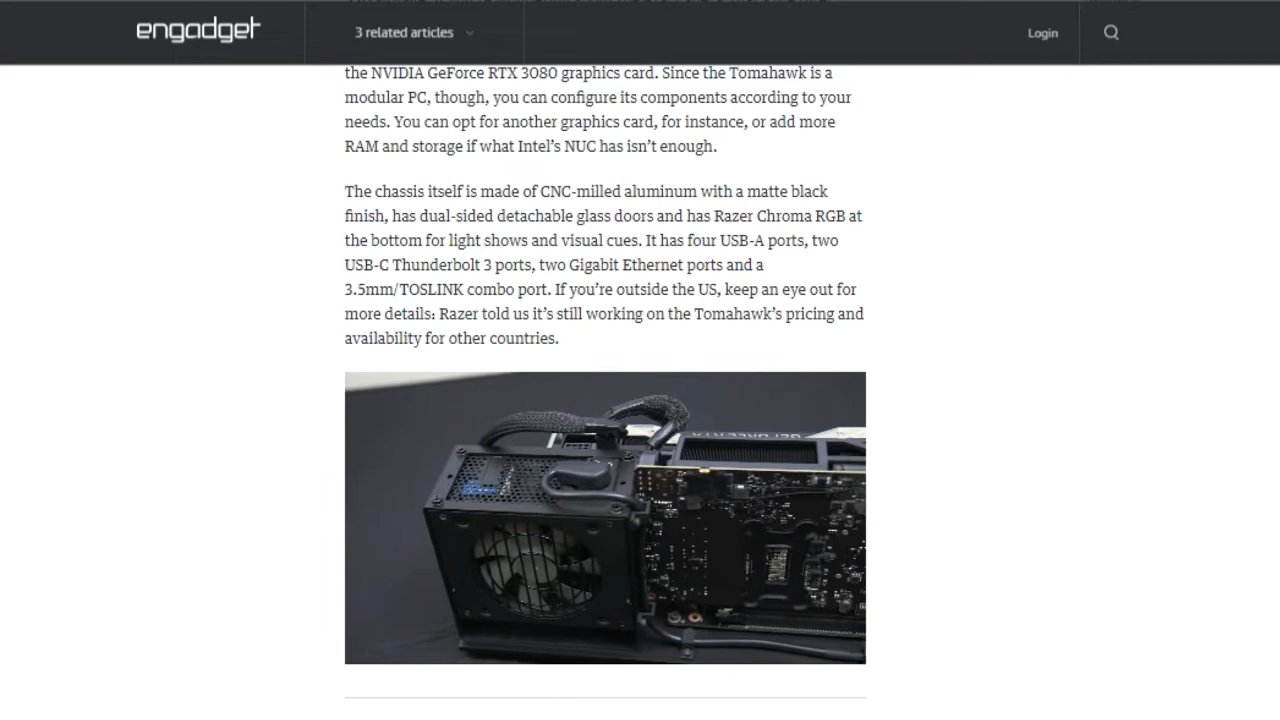 engadget
3 related articles
Login
the NVIDIA GeForce RTX 3080 graphics card. Since the Tomahawk is a
modular PC, though, you can configure its components according to your
needs. You can opt for another graphics card, for instance, or add more
RAM and storage if what Intel’s NUC has isn’t enough.
The chassis itself is made of CNC-milled aluminum with a matte black
finish, has dual-sided detachable glass doors and has Razer Chroma RGB at
the bottom for light shows and visual cues. It has four USB-A ports, two
USB-C Thunderbolt 3 ports, two Gigabit Ethernet ports and a
3.5mm/TOSLINK combo port. If you’re outside the US, keep an eye out for
more details: Razer told us it’s still working on the Tomahawk’s pricing and
availability for other countries.